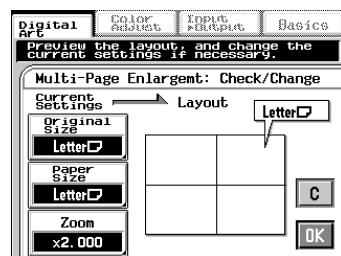 Digital Art
Color Adjust
Input Output
Basics
Preview the layout, and change the
current settings if necessary.
Multi-Page Enlargemt: Check/Change
Current Settings
Layout
Letter
Original Size
Letter
Paper Size
Letter
C
Zoom
x2.000
OK